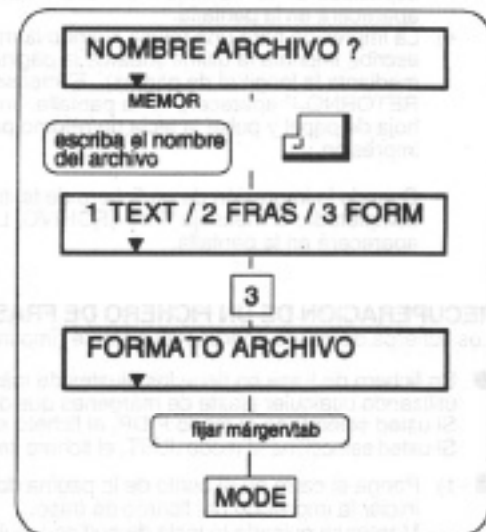 NOMBRE ARCHIVO ?
MEMOR
escriba el nombre
del archivo
1 TEXT / 2 FRAS / 3 FORM
3
FORMATO ARCHIVO
fijar márgen/tab
MODE